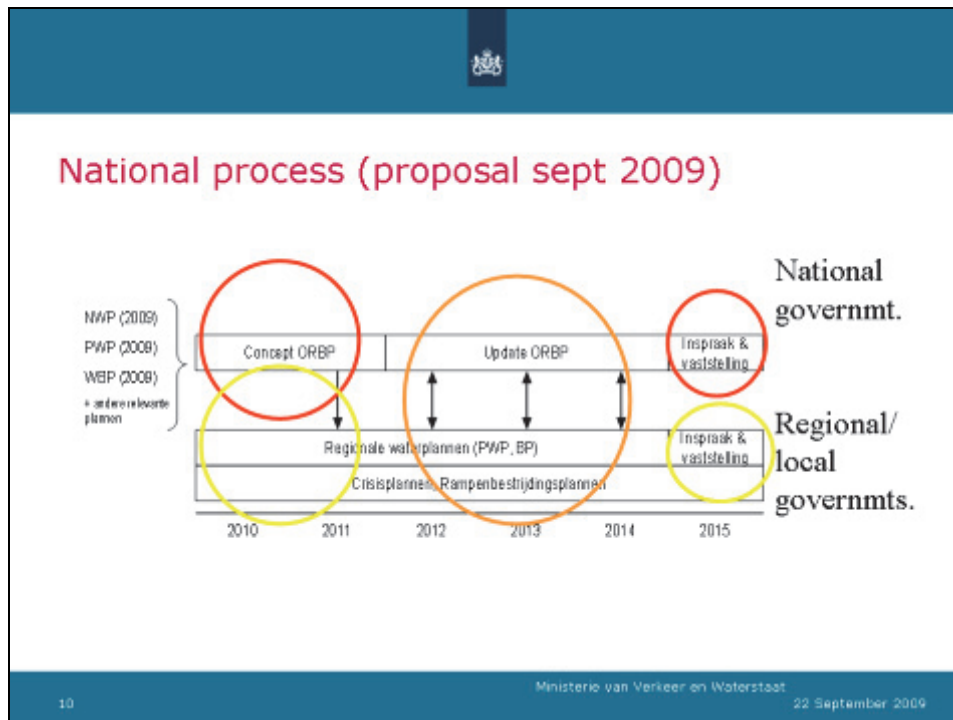 National process (proposal sept 2009)
NWP (2009)
PWP (2009)
WBP (2009)
+ andere relevante
plannen
Concept ORBP
Update ORBP
Inspraak &
vaststelling
National
governmt.
Regionale waterplannen (PWP, BP)
Inspraak &
vaststelling
Crisisplannen, Rampenbestrijdingsplannen
Regional/
local
governmts.
2010 2011 2012 2013 2014 2015
Ministerie van Verkeer en Waterstaat
10
22 September 2009